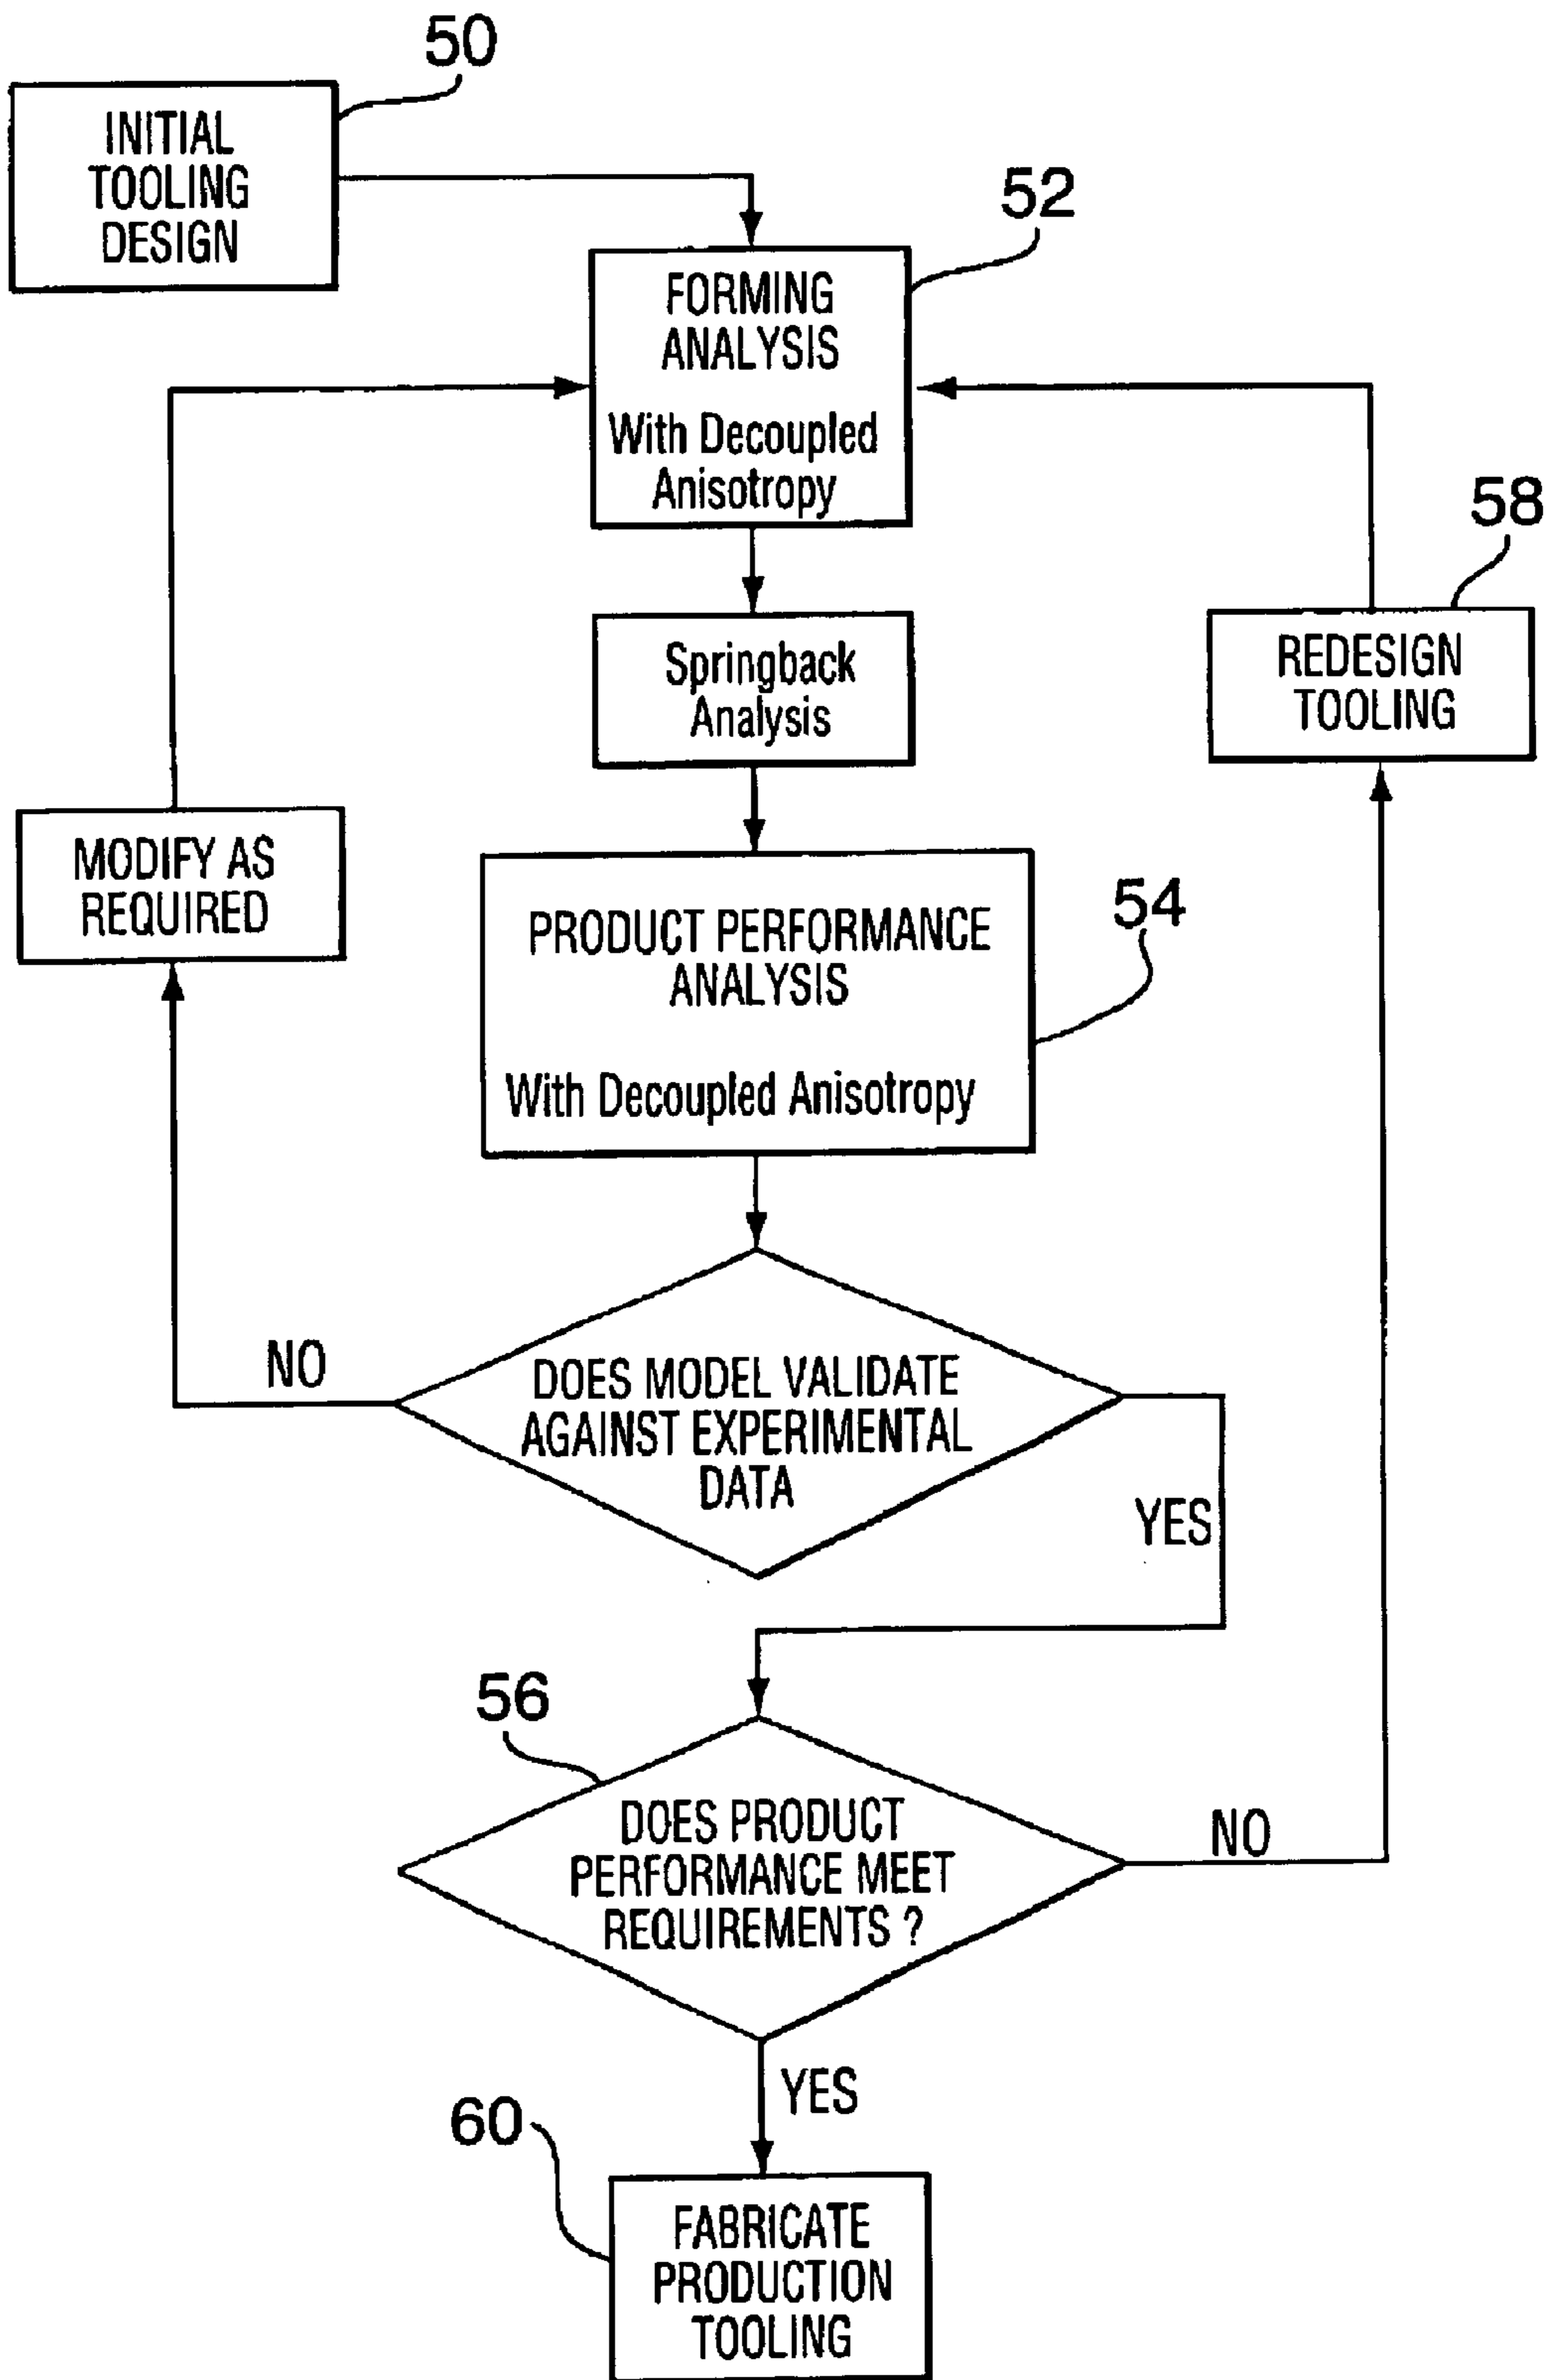 50
INITIAL
TOOLING
DESIGN
52
FORMING
ANALYSIS
With Decoupled
Anisotropy
58
Springback
Analysis
REDESIGN
TOOLING
MODIFY AS
REQUIRED
54
PRODUCT PERFORMANCE
ANALYSIS
With Decoupled Anisotropy
NO
DOES MODEL VALIDATE
AGAINST EXPERIMENTAL
DATA
YES
56
DOES PRODUCT
PERFORMANCE MEET
REQUIREMENTS ?
NO
YES
60
FABRICATE
PRODUCTION
TOOLING